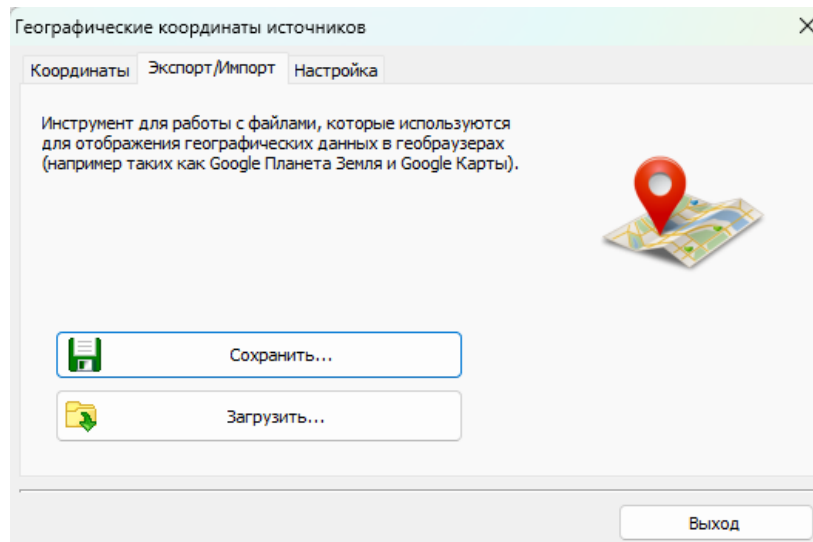 Географические координаты источников
Координаты Экспорт/Импорт Настройка
Инструмент для работы с файлами, которые используются
для отображения географических данных в геобраузерах
(например таких как Google Планета Земля и Google Карты).
Сохранить...
Загрузить...
Выход